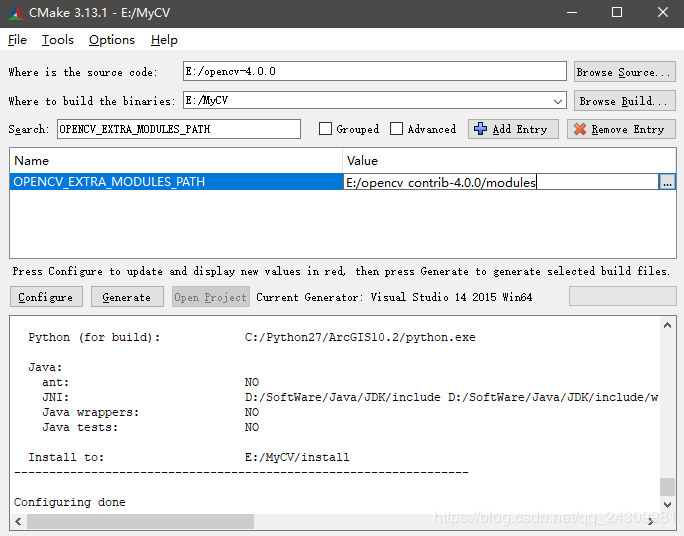 CMake 3.13.1 - E:/MyCV
File Tools Options Help
Where is the source code: E:/opencv-4.0.0 Browse Source...
Where to build the binaries: E:/MyCV Browse Build...
Search: OPENCV_EXTRA_MODULES_PATH Grouped Advanced Add Entry Remove Entry
Name Value
OPENCV_EXTRA_MODULES_PATH E:/opencv_contrib-4.0.0/modules ...
Press Configure to update and display new values in red, then press Generate to generate selected build files.
Configure Generate Open Project Current Generator: Visual Studio 14 2015 Win64
Python (for build): C:/Python27/ArcGIS10.2/python.exe
Java:
ant: NO
JNI: D:/SoftWare/Java/JDK/include D:/SoftWare/Java/JDK/include/w
Java wrappers: NO
Java tests: NO
Install to: E:/MyCV/install
-----------------------------------------------------------------
Configuring done
https://blog.csdn.net/qq_24309981